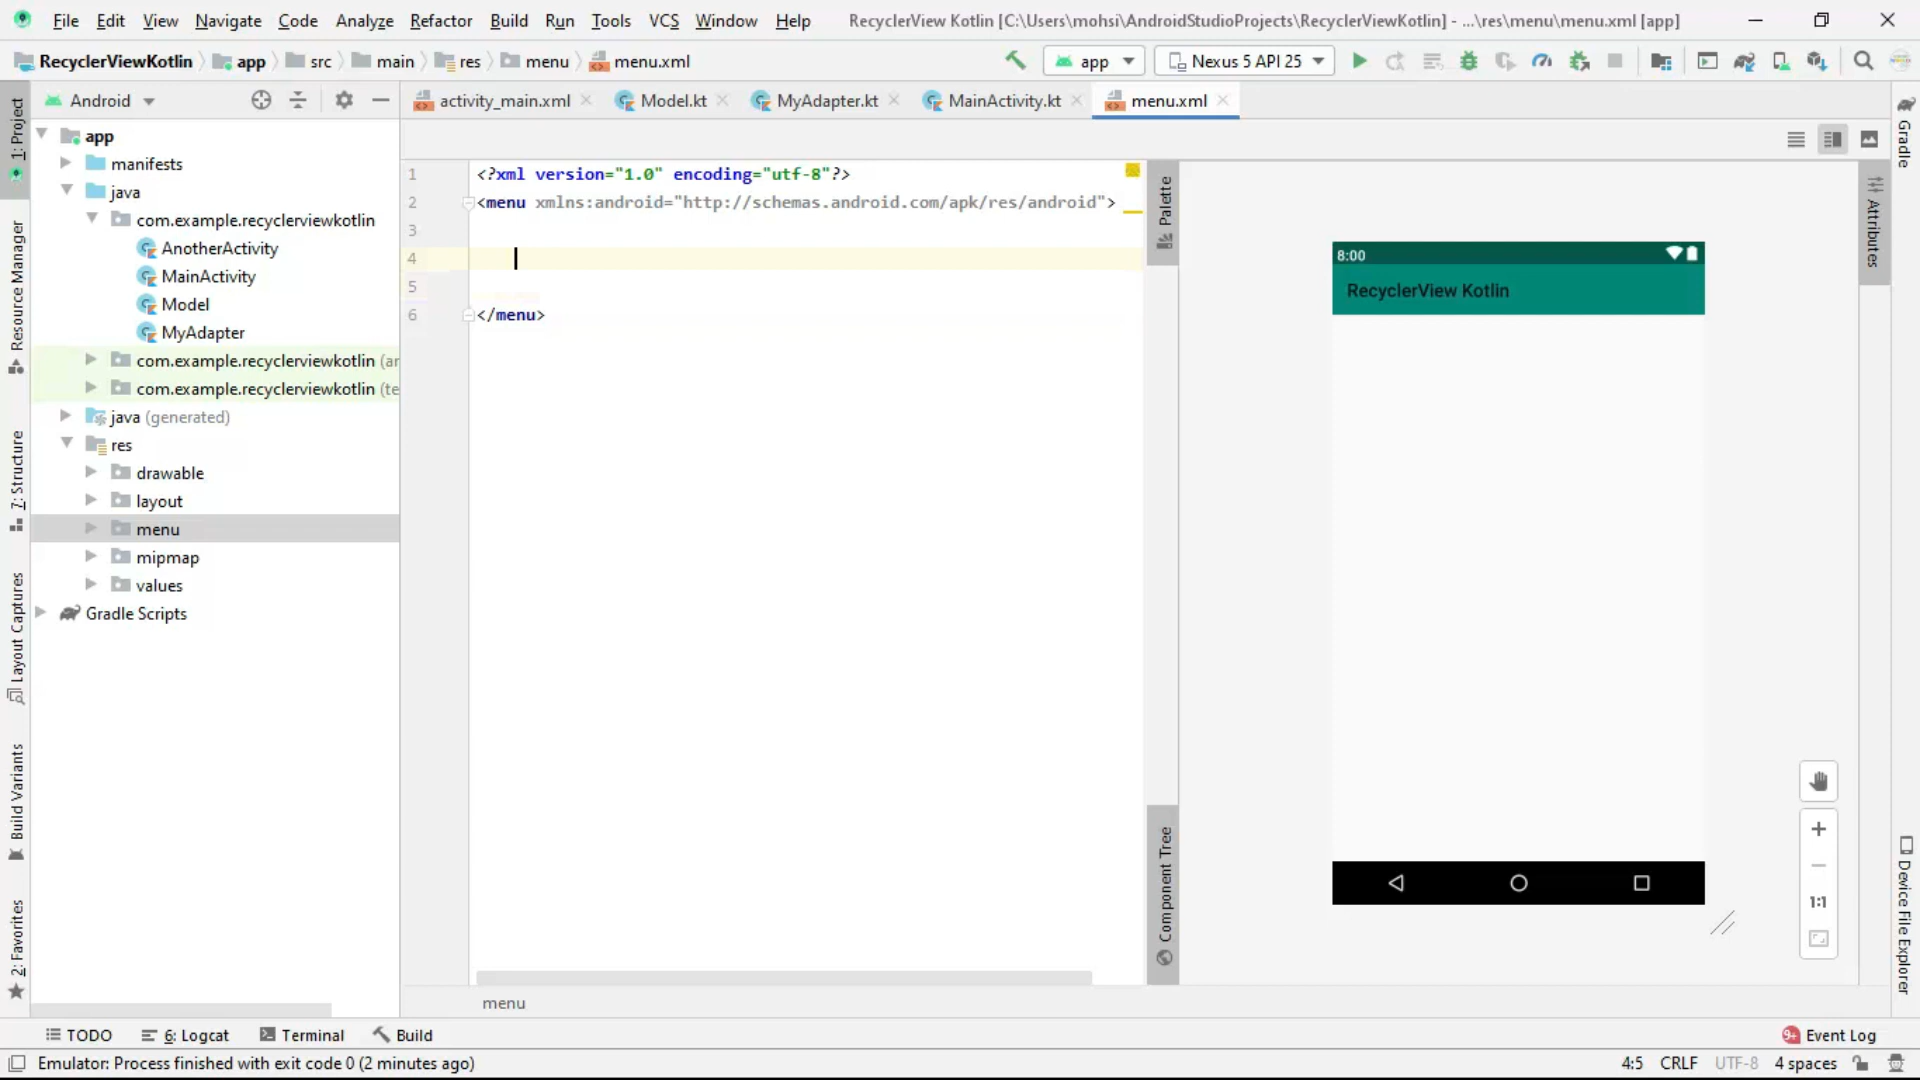 File Edit View Navigate Code Analyze Refactor Build Run Tools VCS Window Help RecyclerView Kotlin [C:\Users\mohsi\AndroidStudioProjects\RecyclerViewKotlin] - ...\res\menu\menu.xml [app]
RecyclerViewKotlin app src main res menu menu.xml app Nexus 5 API 25
Android activity_main.xml Model.kt MyAdapter.kt MainActivity.kt menu.xml
1: Project
Resource Manager
7: Structure
Layout Captures
Build Variants
2: Favorites
app
manifests
java
com.example.recyclerviewkotlin
AnotherActivity
MainActivity
Model
MyAdapter
com.example.recyclerviewkotlin (ar
com.example.recyclerviewkotlin (te
java (generated)
res
drawable
layout
menu
mipmap
values
Gradle Scripts
1 <?xml version="1.0" encoding="utf-8"?>
2 <menu xmlns:android="http://schemas.android.com/apk/res/android">
3
4
5
6 </menu>
menu
Palette
Component Tree
8:00
RecyclerView Kotlin
1:1
Attributes
Gradle
Device File Explorer
TODO 6: Logcat Terminal Build 9+ Event Log
Emulator: Process finished with exit code 0 (2 minutes ago) 4:5 CRLF UTF-8 4 spaces